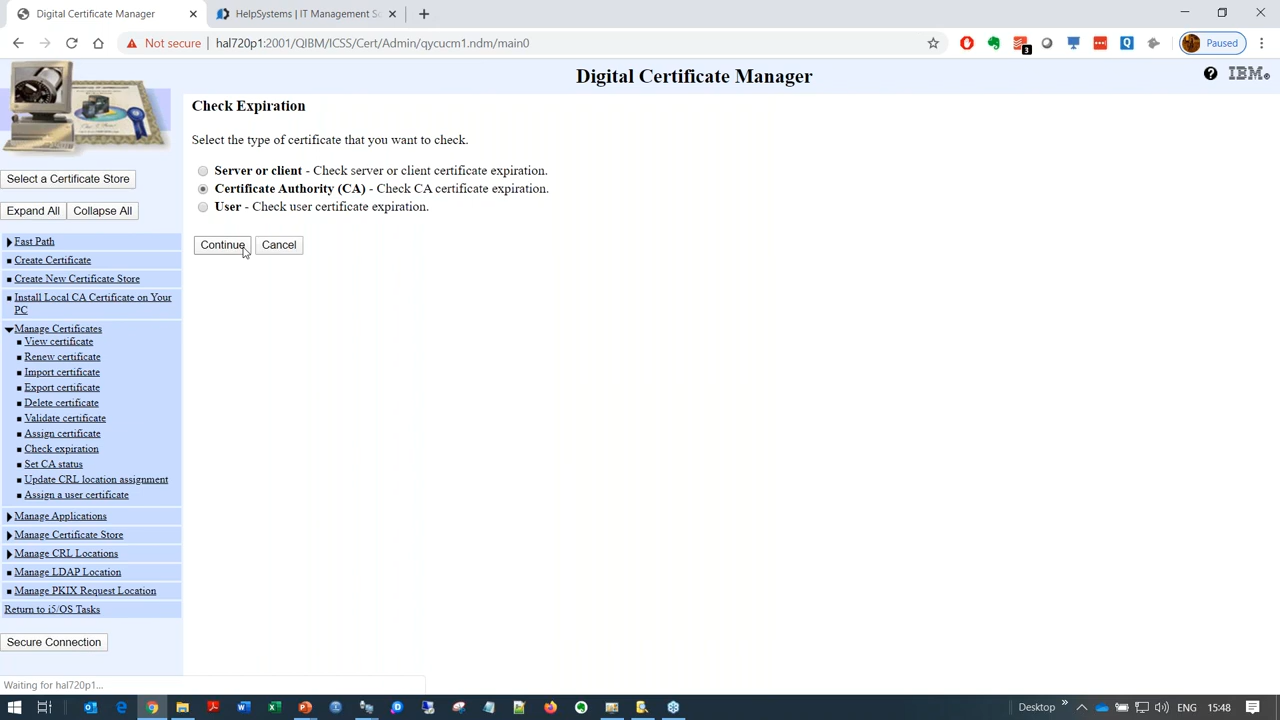 Digital Certificate Manager
HelpSystems | IT Management S
Not secure
hal720p1:2001/QIBM/ICSS/Cert/Admin/qycucm1.ndm/main0
3
Q
Paused
Digital Certificate Manager
IBM
Select a Certificate Store
Expand All
Collapse All
Fast Path
Create Certificate
Create New Certificate Store
Install Local CA Certificate on Your
PC
Manage Certificates
View certificate
Renew certificate
Import certificate
Export certificate
Delete certificate
Validate certificate
Assign certificate
Check expiration
Set CA status
Update CRL location assignment
Assign a user certificate
Manage Applications
Manage Certificate Store
Manage CRL Locations
Manage LDAP Location
Manage PKIX Request Location
Return to i5/OS Tasks
Secure Connection
Check Expiration
Select the type of certificate that you want to check.
Server or client - Check server or client certificate expiration.
Certificate Authority (CA) - Check CA certificate expiration.
User - Check user certificate expiration.
Continue
Cancel
Waiting for hal720p1...
Desktop
ENG
15:48